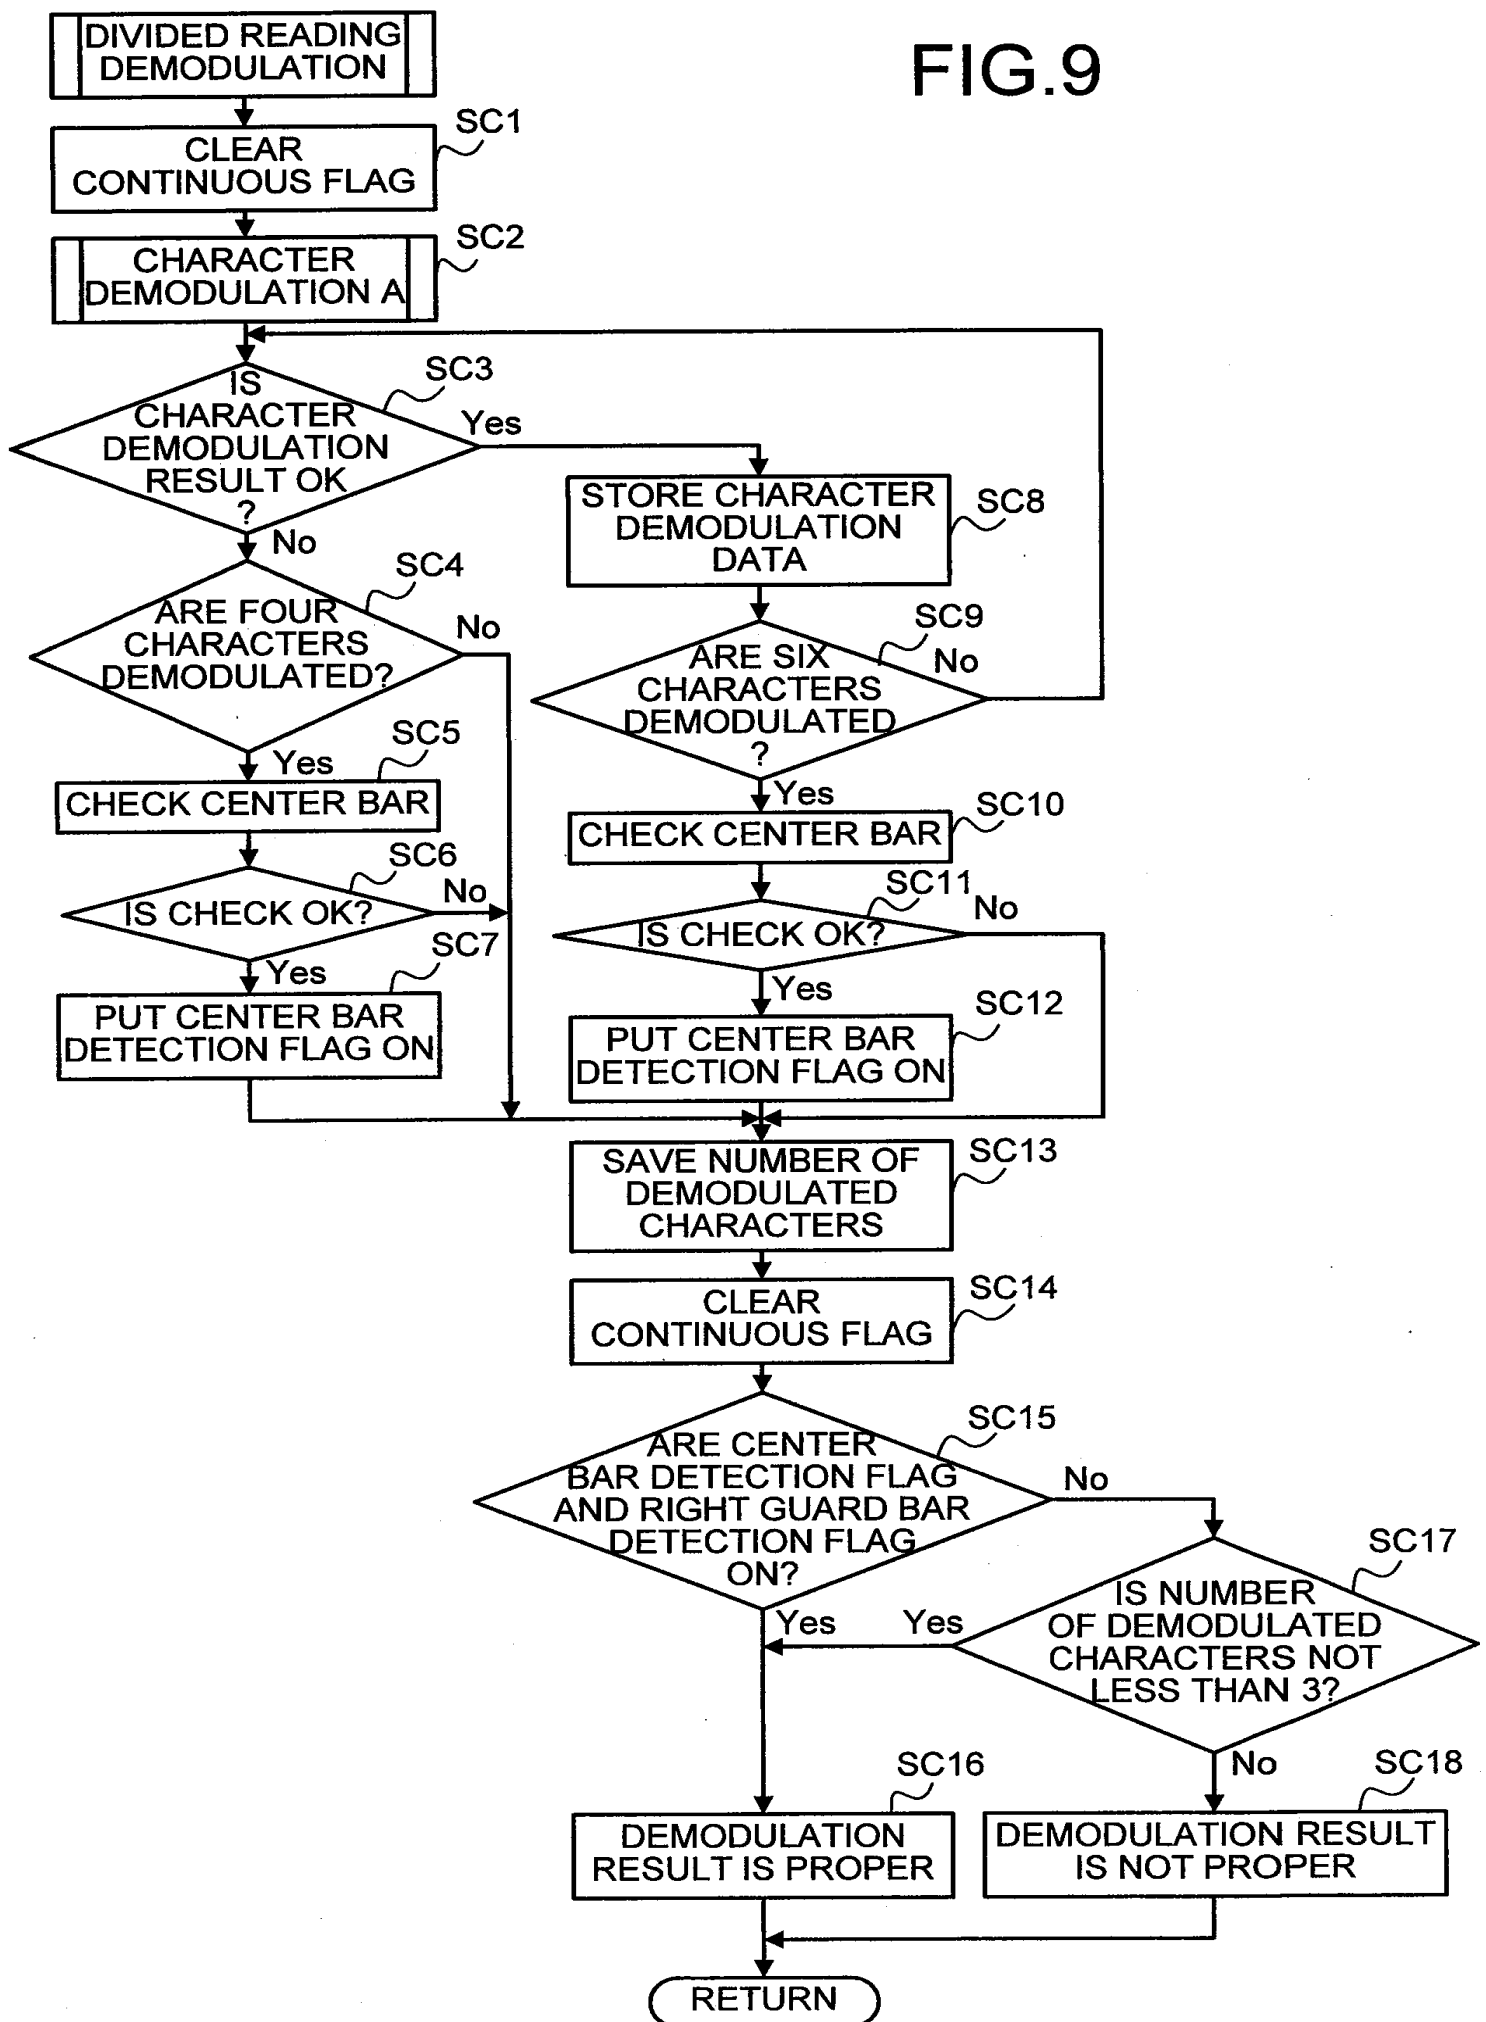 FIG.9
DIVIDED READING
DEMODULATION
SC1
CLEAR
CONTINUOUS FLAG
SC2
CHARACTER
DEMODULATION A
SC3
IS
CHARACTER
DEMODULATION
RESULT OK
?
Yes
No
SC4
ARE FOUR
CHARACTERS
DEMODULATED?
No
Yes
SC5
CHECK CENTER BAR
SC6
IS CHECK OK?
No
Yes
SC7
PUT CENTER BAR
DETECTION FLAG ON
SC8
STORE CHARACTER
DEMODULATION
DATA
SC9
ARE SIX
CHARACTERS
DEMODULATED
?
No
Yes
SC10
CHECK CENTER BAR
SC11
IS CHECK OK?
No
Yes
SC12
PUT CENTER BAR
DETECTION FLAG ON
SC13
SAVE NUMBER OF
DEMODULATED
CHARACTERS
SC14
CLEAR
CONTINUOUS FLAG
SC15
ARE CENTER
BAR DETECTION FLAG
AND RIGHT GUARD BAR
DETECTION FLAG
ON?
No
Yes
SC17
IS NUMBER
OF DEMODULATED
CHARACTERS NOT
LESS THAN 3?
Yes
No
SC16
DEMODULATION
RESULT IS PROPER
SC18
DEMODULATION RESULT
IS NOT PROPER
RETURN